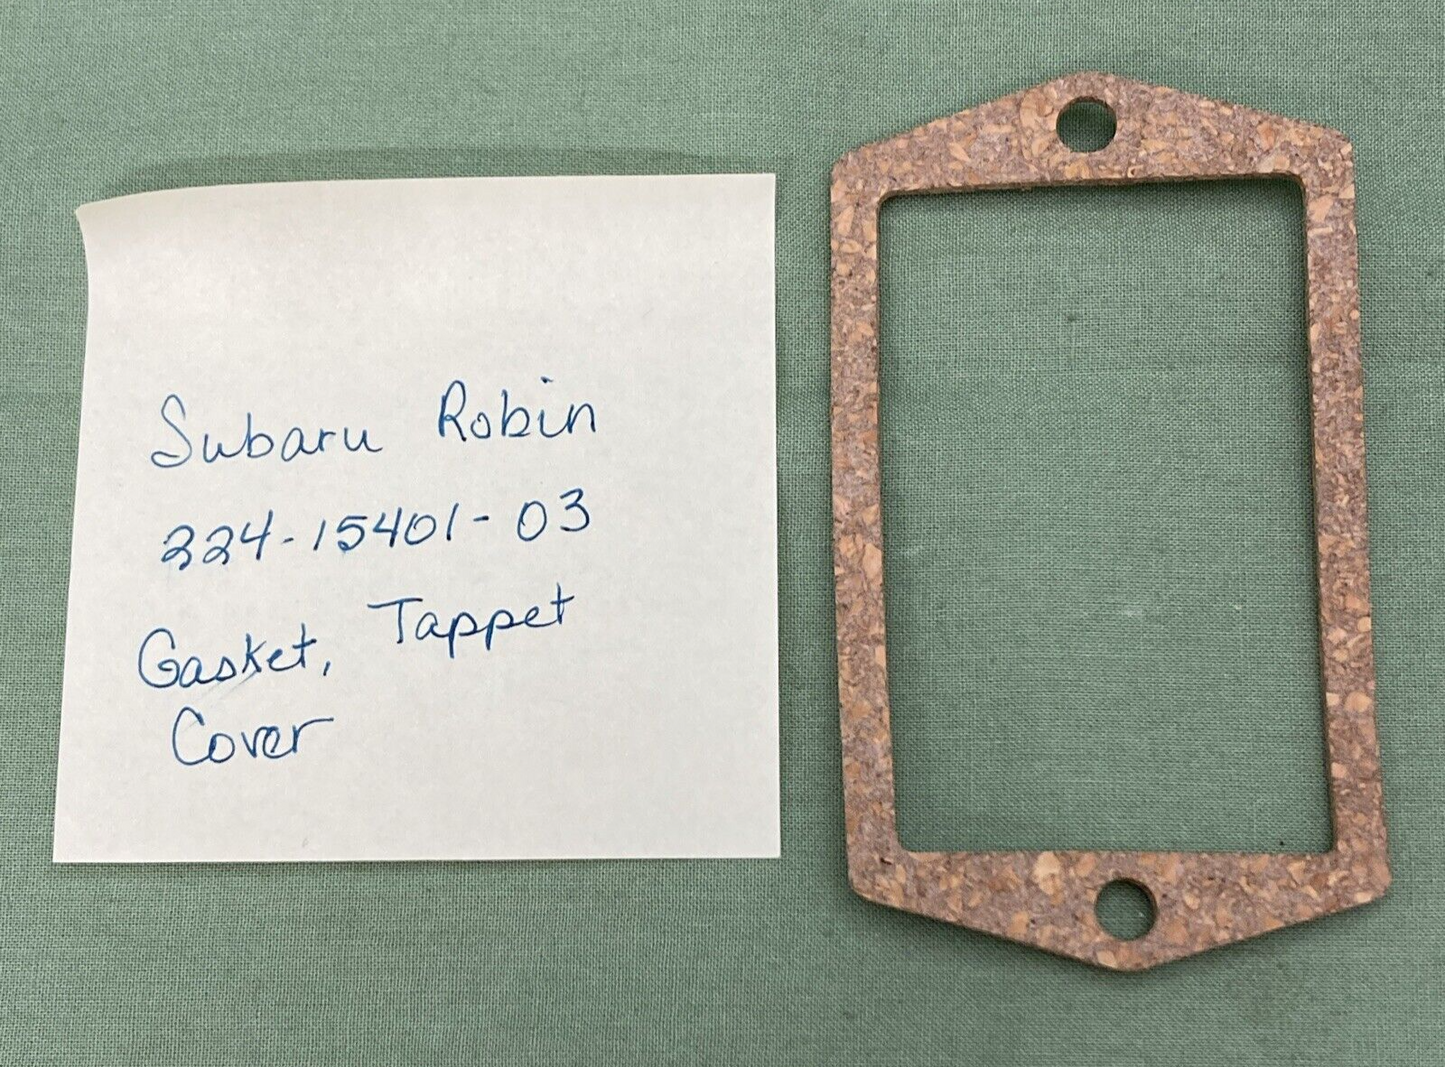 Subaru Robin
224-15401-03
Gasket, Tappet
Cover